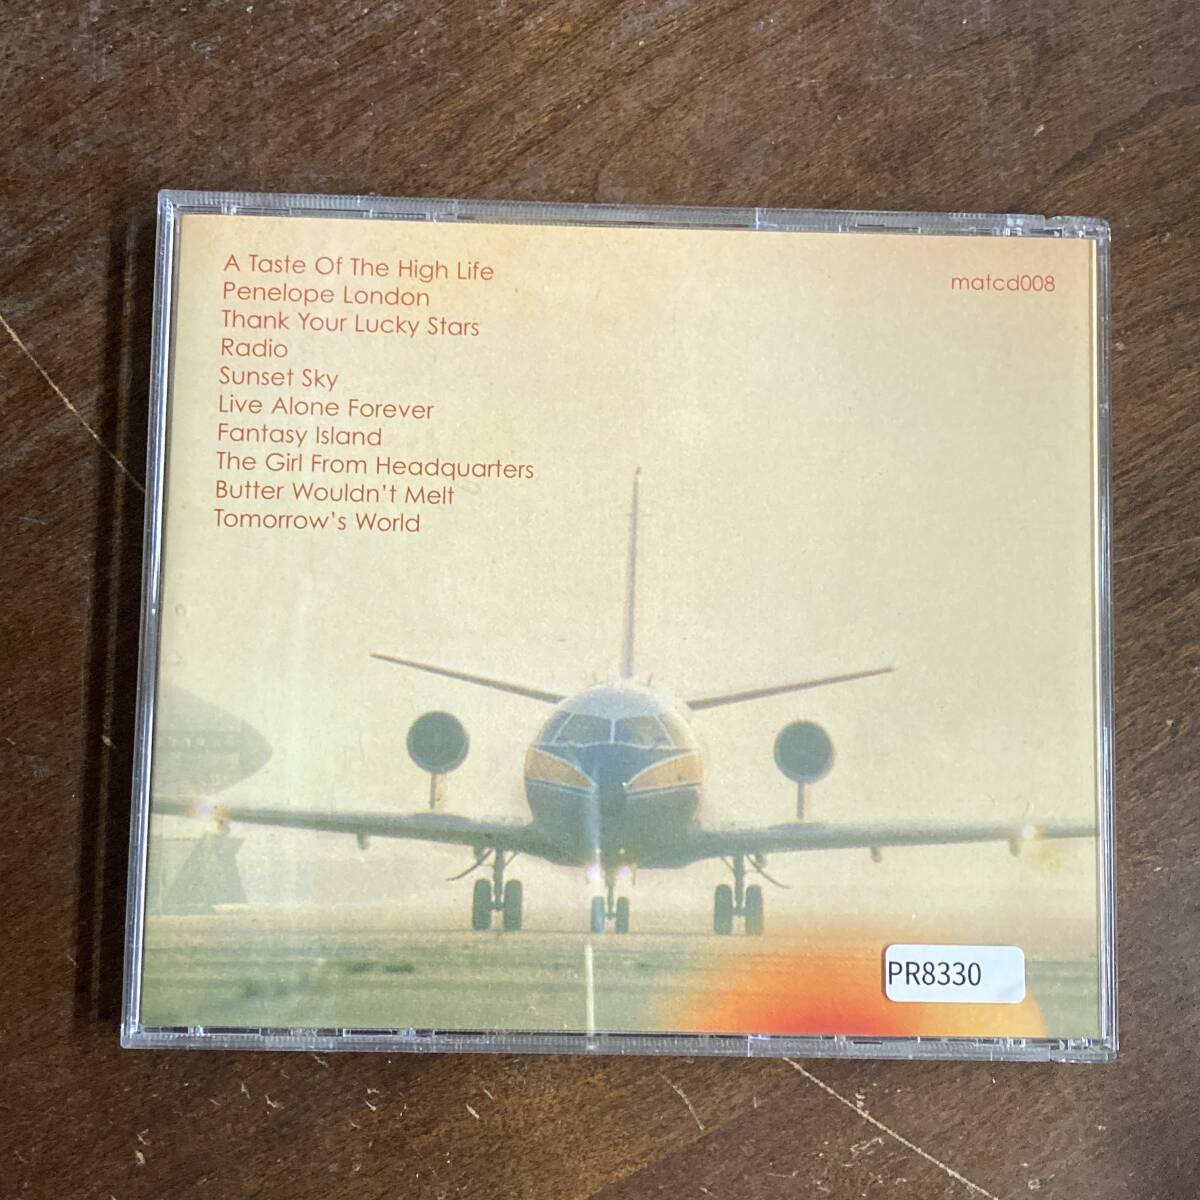 A Taste Of The High Life
Penelope London
Thank Your Lucky Stars
Radio
Sunset Sky
Live Alone Forever
Fantasy Island
The Girl From Headquarters
Butter Wouldn't Melt
Tomorrow's World
matcd008
PR8330